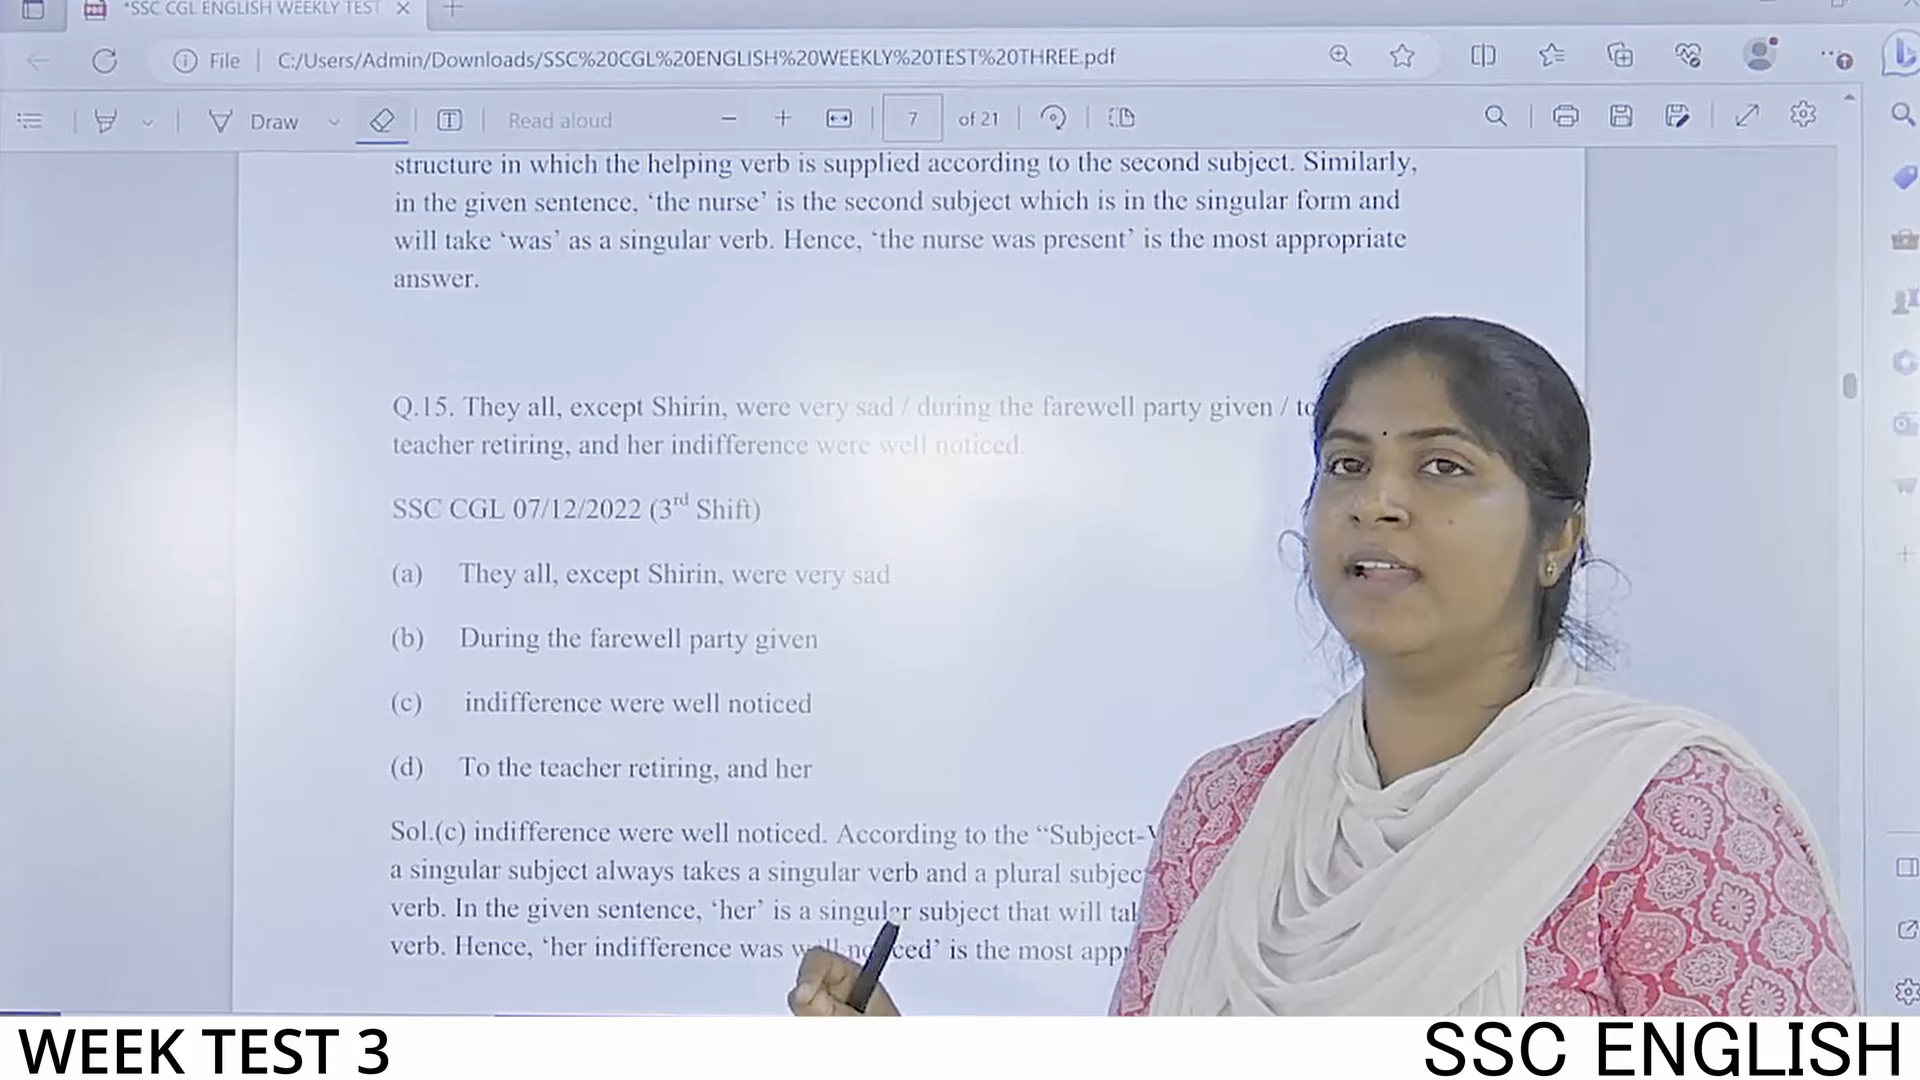 *SSC CGL ENGLISH WEEKLY TEST
File
C:/Users/Admin/Downloads/SSC%20CGL%20ENGLISH%20WEEKLY%20TEST%20THREE.pdf
Draw
Read aloud
7
of 21
structure in which the helping verb is supplied according to the second subject. Similarly,
in the given sentence, ‘the nurse’ is the second subject which is in the singular form and
will take ‘was’ as a singular verb. Hence, ‘the nurse was present’ is the most appropriate
answer.
Q.15. They all, except Shirin, were very sad / during the farewell party given / to
teacher retiring, and her indifference were well noticed.
SSC CGL 07/12/2022 (3rd Shift)
(a) They all, except Shirin, were very sad
(b) During the farewell party given
(c) indifference were well noticed
(d) To the teacher retiring, and her
Sol.(c) indifference were well noticed. According to the “Subject-
a singular subject always takes a singular verb and a plural
verb. In the given sentence, ‘her’ is a singular subject that will
verb. Hence, ‘her indifference was well noticed’ is the most
WEEK TEST 3
SSC ENGLISH